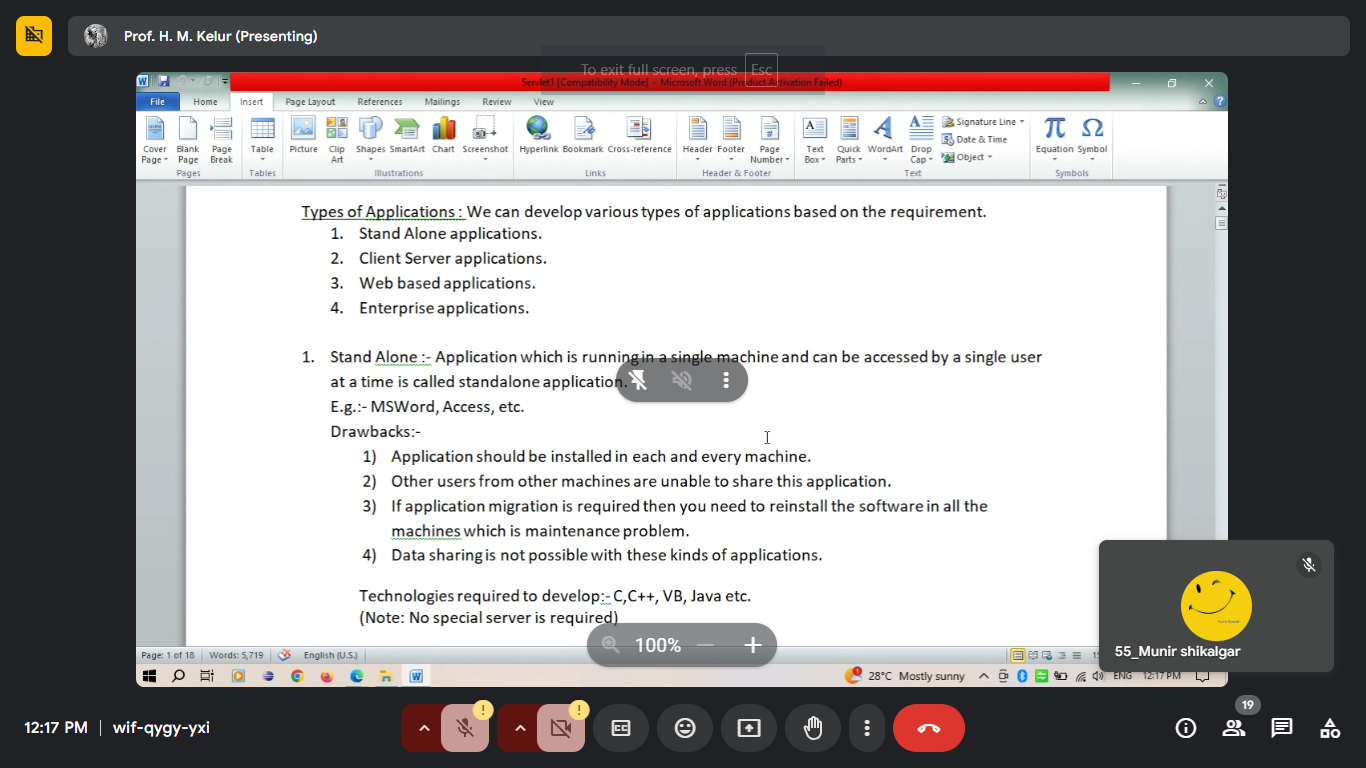 Prof. H. M. Kelur (Presenting)
To exit full screen, press Esc
Servlet1 [Compatibility Mode] - Microsoft Word (Product Activation Failed)
File Home Insert Page Layout References Mailings Review View
Cover Page Blank Page Page Break Table Picture Clip Art Shapes SmartArt Chart Screenshot Hyperlink Bookmark Cross-reference Header Footer Page Number Text Box Quick Parts WordArt Drop Cap Signature Line Date & Time Object Equation Symbol
Pages Tables Illustrations Links Header & Footer Text Symbols
Types of Applications : We can develop various types of applications based on the requirement.
1. Stand Alone applications.
2. Client Server applications.
3. Web based applications.
4. Enterprise applications.
1. Stand Alone :- Application which is running in a single machine and can be accessed by a single user
at a time is called standalone application.
E.g.:- MSWord, Access, etc.
Drawbacks:-
1) Application should be installed in each and every machine.
2) Other users from other machines are unable to share this application.
3) If application migration is required then you need to reinstall the software in all the
machines which is maintenance problem.
4) Data sharing is not possible with these kinds of applications.
Technologies required to develop:- C,C++, VB, Java etc.
(Note: No special server is required)
100%
55_Munir shikalgar
Page: 1 of 18 Words: 5,719 English (U.S.)
28°C Mostly sunny ENG 12:17 PM
12:17 PM | wif-qygy-yxi
19